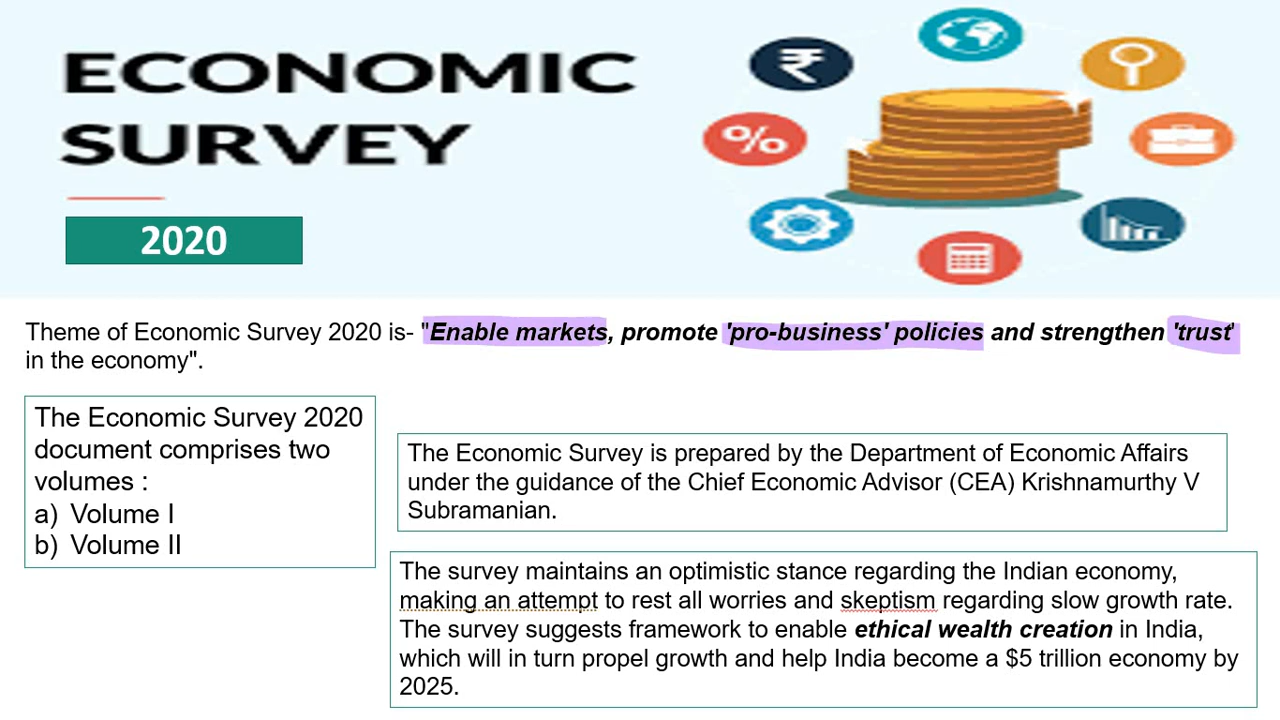 ECONOMIC
SURVEY
2020
₹
%
Theme of Economic Survey 2020 is- "Enable markets, promote 'pro-business' policies and strengthen 'trust'
in the economy".
The Economic Survey 2020
document comprises two
volumes :
a) Volume I
b) Volume II
The Economic Survey is prepared by the Department of Economic Affairs
under the guidance of the Chief Economic Advisor (CEA) Krishnamurthy V
Subramanian.
The survey maintains an optimistic stance regarding the Indian economy,
making an attempt to rest all worries and skeptism regarding slow growth rate.
The survey suggests framework to enable ethical wealth creation in India,
which will in turn propel growth and help India become a $5 trillion economy by
2025.